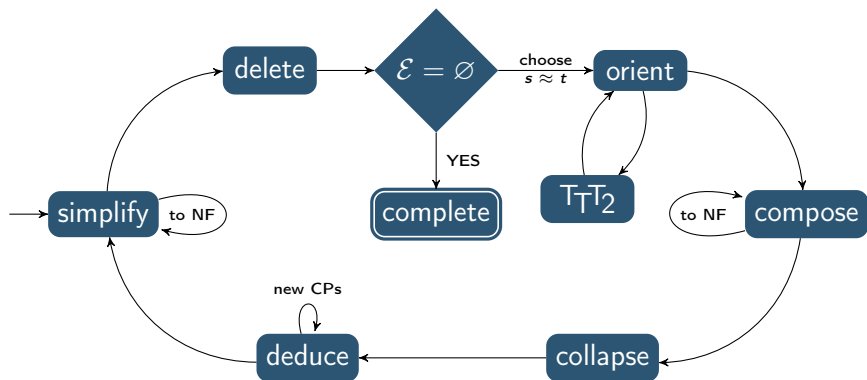 delete
ℰ = ∅
choose
s ≈ t
orient
YES
simplify
to NF
complete
TTT2
to NF
compose
new CPs
deduce
collapse